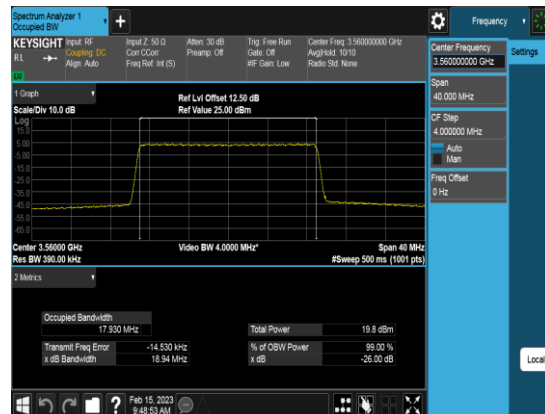 Spectrum Analyzer 1
Occupied BW
+
Frequency
KEYSIGHT Input: RF Input Z: 50 Ω Atten: 30 dB Trig: Free Run Center Freq: 3.560000000 GHz
RL Coupling: DC Corr CCorr Preamp: Off Gate: Off Avg|Hold: 10/10
Align: Auto Freq Ref: Int (S) #IF Gain: Low Radio Std: None
Center Frequency
3.560000000 GHz
Settings
Span
40.000 MHz
CF Step
4.000000 MHz
Auto
Man
Freq Offset
0 Hz
1 Graph
Ref Lvl Offset 12.50 dB
Scale/Div 10.0 dB Ref Value 25.00 dBm
Log
15.0
5.00
-5.00
-15.0
-25.0
-35.0
-45.0
-55.0
-65.0
Center 3.56000 GHz Video BW 4.0000 MHz* Span 40 MHz
Res BW 390.00 kHz #Sweep 500 ms (1001 pts)
2 Metrics
Occupied Bandwidth
17.930 MHz Total Power 19.8 dBm
Transmit Freq Error -14.530 kHz % of OBW Power 99.00 %
x dB Bandwidth 18.94 MHz x dB -26.00 dB
Local
? Feb 15, 2023
9:48:53 AM